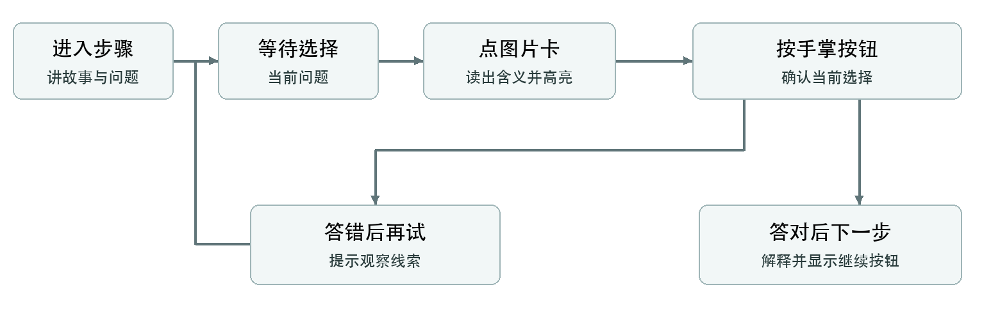 进入步骤
讲故事与问题
等待选择
当前问题
点图片卡
读出含义并高亮
按手掌按钮
确认当前选择
答错后再试
提示观察线索
答对后下一步
解释并显示继续按钮